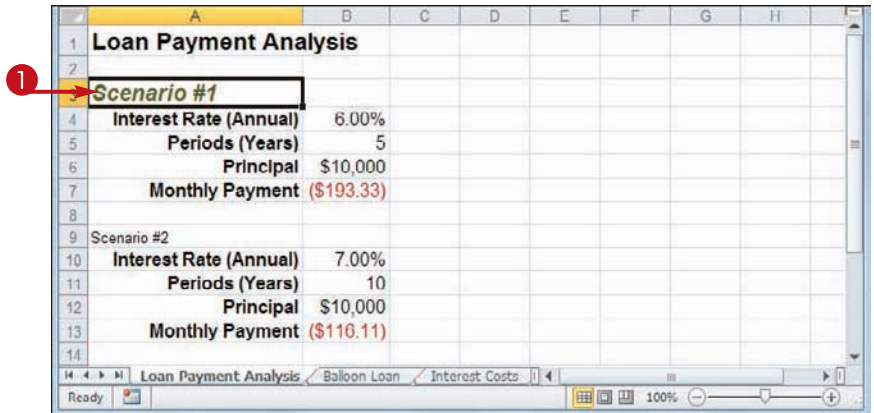 A B C D E F G H
1 Loan Payment Analysis
2
1
3 Scenario #1
4 Interest Rate (Annual) 6.00%
5 Periods (Years) 5
6 Principal $10,000
7 Monthly Payment ($193.33)
8
9 Scenario #2
10 Interest Rate (Annual) 7.00%
11 Periods (Years) 10
12 Principal $10,000
13 Monthly Payment ($116.11)
14
Loan Payment Analysis Balloon Loan Interest Costs
Ready 100%